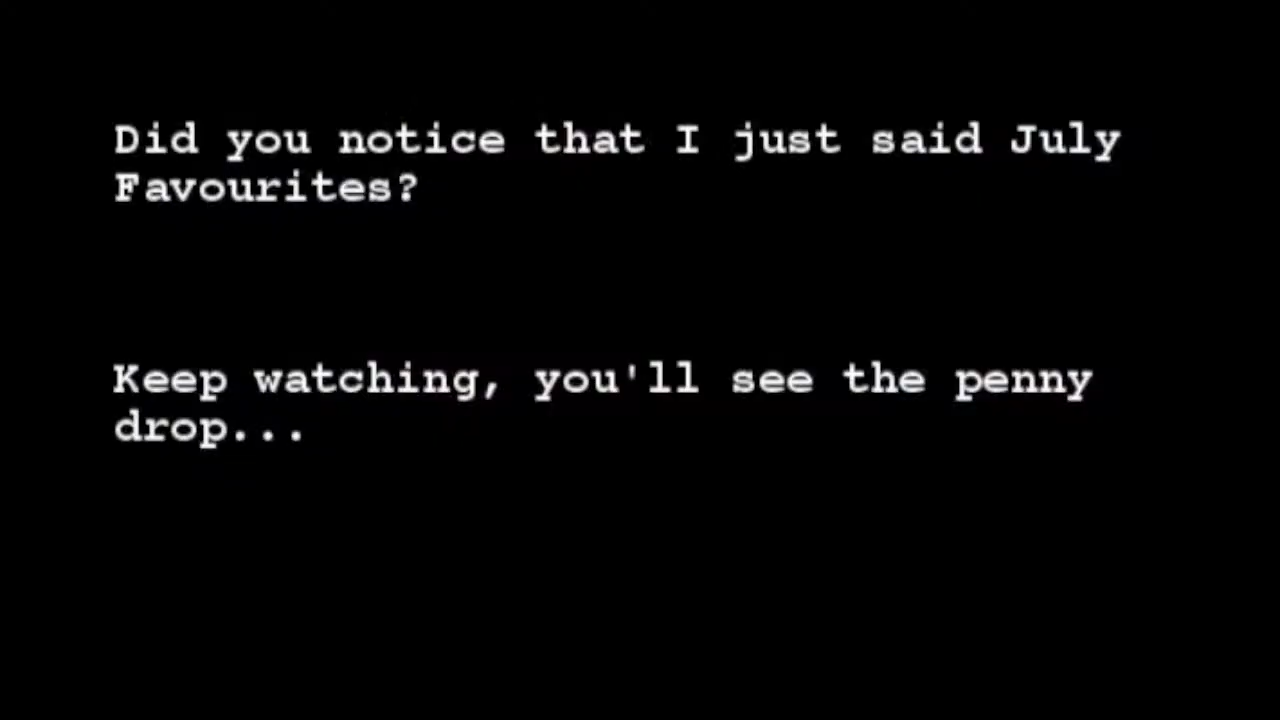 Did you notice that I just said July
Favourites?
Keep watching, you'll see the penny
drop...